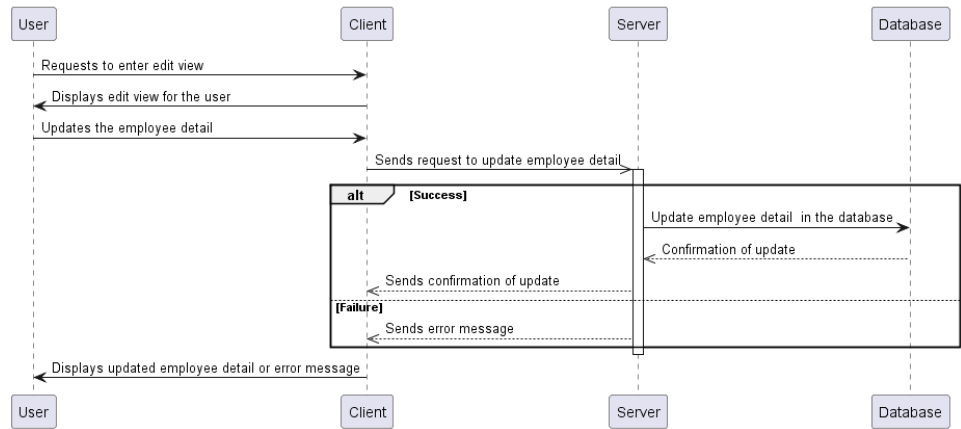 User Client Server Database
Requests to enter edit view
Displays edit view for the user
Updates the employee detail
Sends request to update employee detail
alt [Success]
Update employee detail  in the database
Confirmation of update
Sends confirmation of update
[Failure]
Sends error message
Displays updated employee detail or error message
User Client Server Database